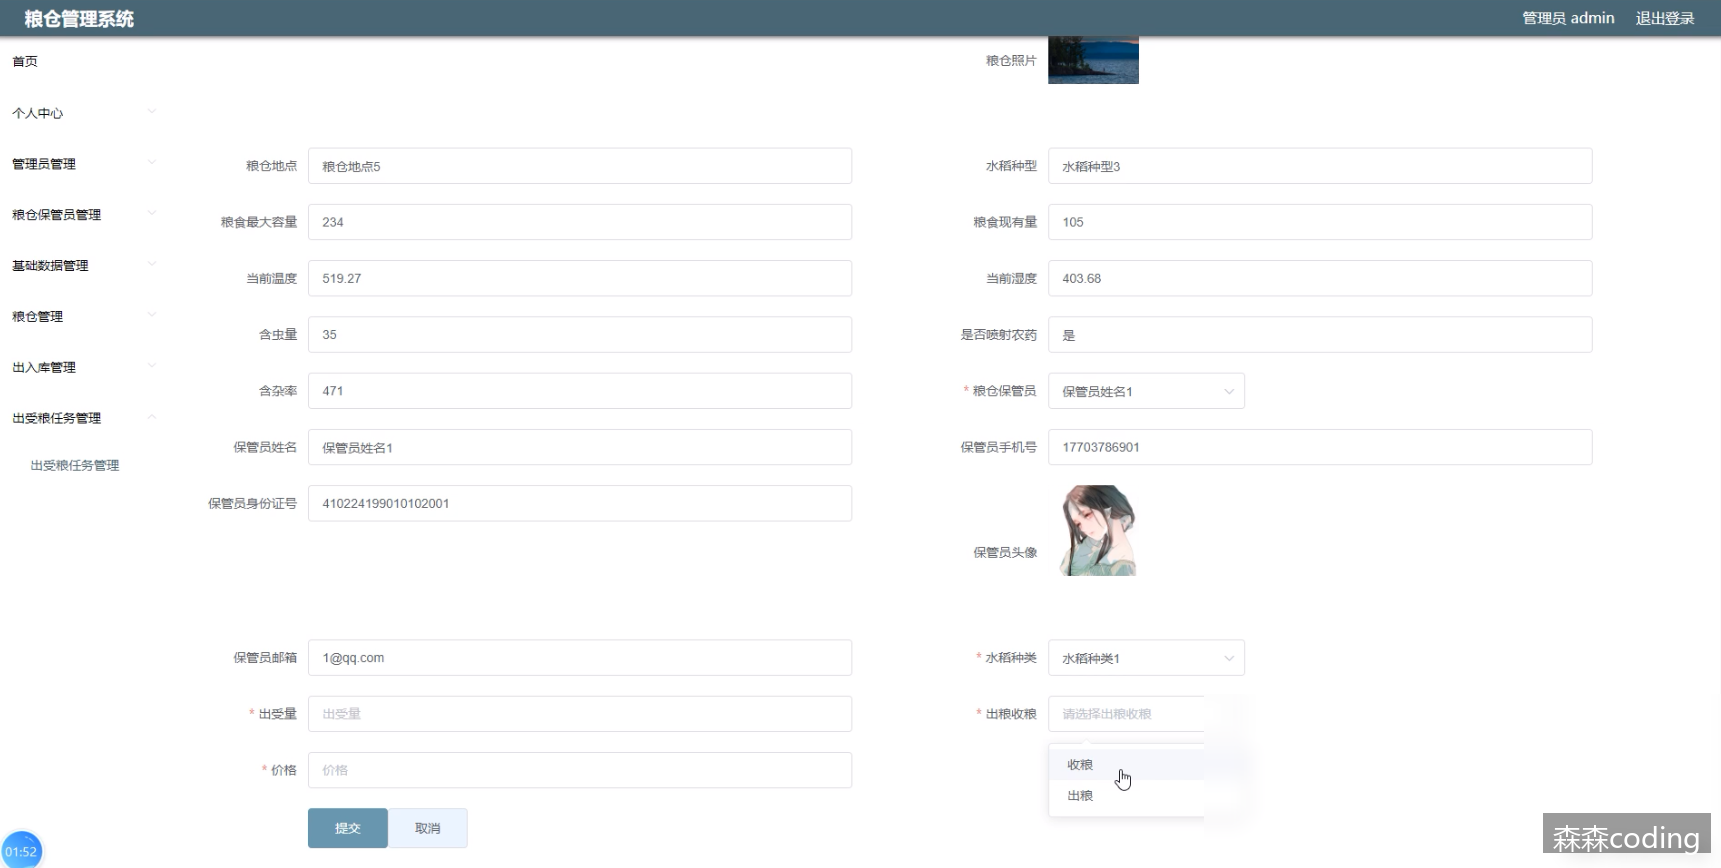 粮仓管理系统
管理员 admin 退出登录
首页
粮仓照片
个人中心
管理员管理
粮仓地点 粮仓地点5 水稻种型 水稻种型3
粮仓保管员管理
粮食最大容量 234 粮食现有量 105
基础数据管理
当前温度 519.27 当前湿度 403.68
粮仓管理
含虫量 35 是否喷射农药 是
出入库管理
含杂率 471 * 粮仓保管员 保管员姓名1
出受粮任务管理
保管员姓名 保管员姓名1 保管员手机号 17703786901
出受粮任务管理
保管员身份证号 410224199010102001
保管员头像
保管员邮箱 1@qq.com * 水稻种类 水稻种类1
* 出受量 出受量 * 出粮收粮 请选择出粮收粮
* 价格 价格 收粮
出粮
提交 取消
01:52
森森coding